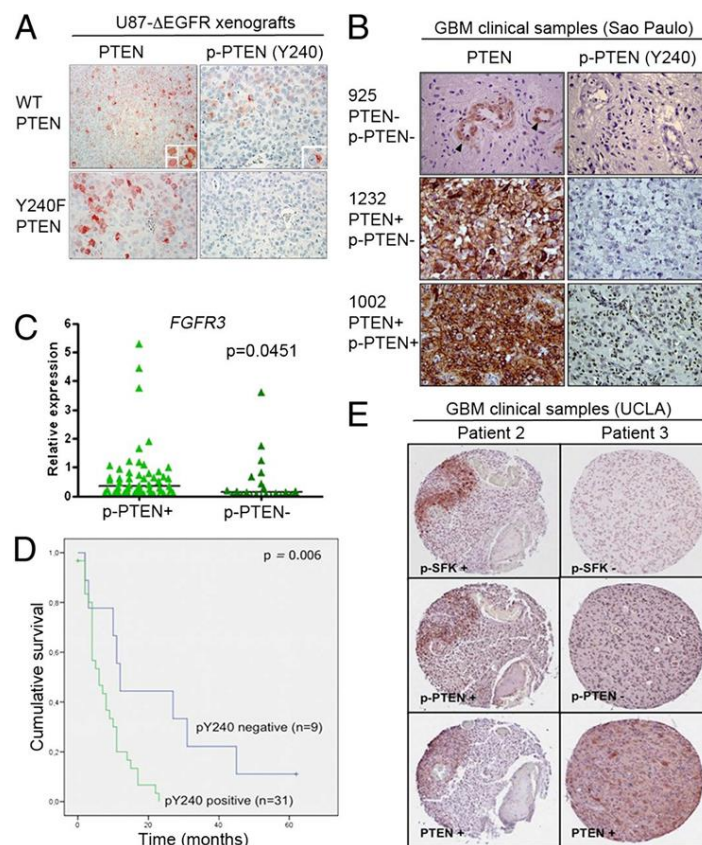 A
U87-ΔEGFR xenografts
PTEN
p-PTEN (Y240)
WT
PTEN
Y240F
PTEN
B
GBM clinical samples (Sao Paulo)
PTEN
p-PTEN (Y240)
925
PTEN-
p-PTEN-
1232
PTEN+
p-PTEN-
1002
PTEN+
p-PTEN+
C
FGFR3
p=0.0451
Relative expression
6
5
4
3
2
1
0
p-PTEN+
p-PTEN-
D
p = 0.006
Cumulative survival
1,0
0,8
0,6
0,4
0,2
0,0
pY240 negative (n=9)
pY240 positive (n=31)
0
20
40
60
Time (months)
E
GBM clinical samples (UCLA)
Patient 2
Patient 3
p-SFK +
p-SFK -
p-PTEN +
p-PTEN -
PTEN +
PTEN +